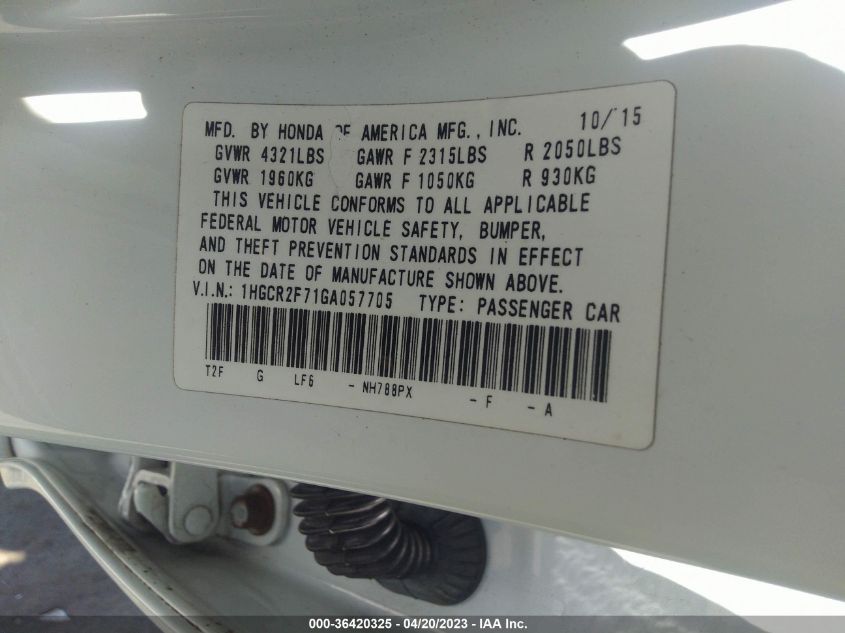 MFD. BY HONDA OF AMERICA MFG., INC. 10/15
GVWR 4321LBS GAWR F 2315LBS R 2050LBS
GVWR 1960KG GAWR F 1050KG R 930KG
THIS VEHICLE CONFORMS TO ALL APPLICABLE
FEDERAL MOTOR VEHICLE SAFETY, BUMPER,
AND THEFT PREVENTION STANDARDS IN EFFECT
ON THE DATE OF MANUFACTURE SHOWN ABOVE.
V.I.N.: 1HGCR2F71GA057705 TYPE: PASSENGER CAR
T2F G LF6 - NH788PX - F - A
000-36420325 - 04/20/2023 - IAA Inc.